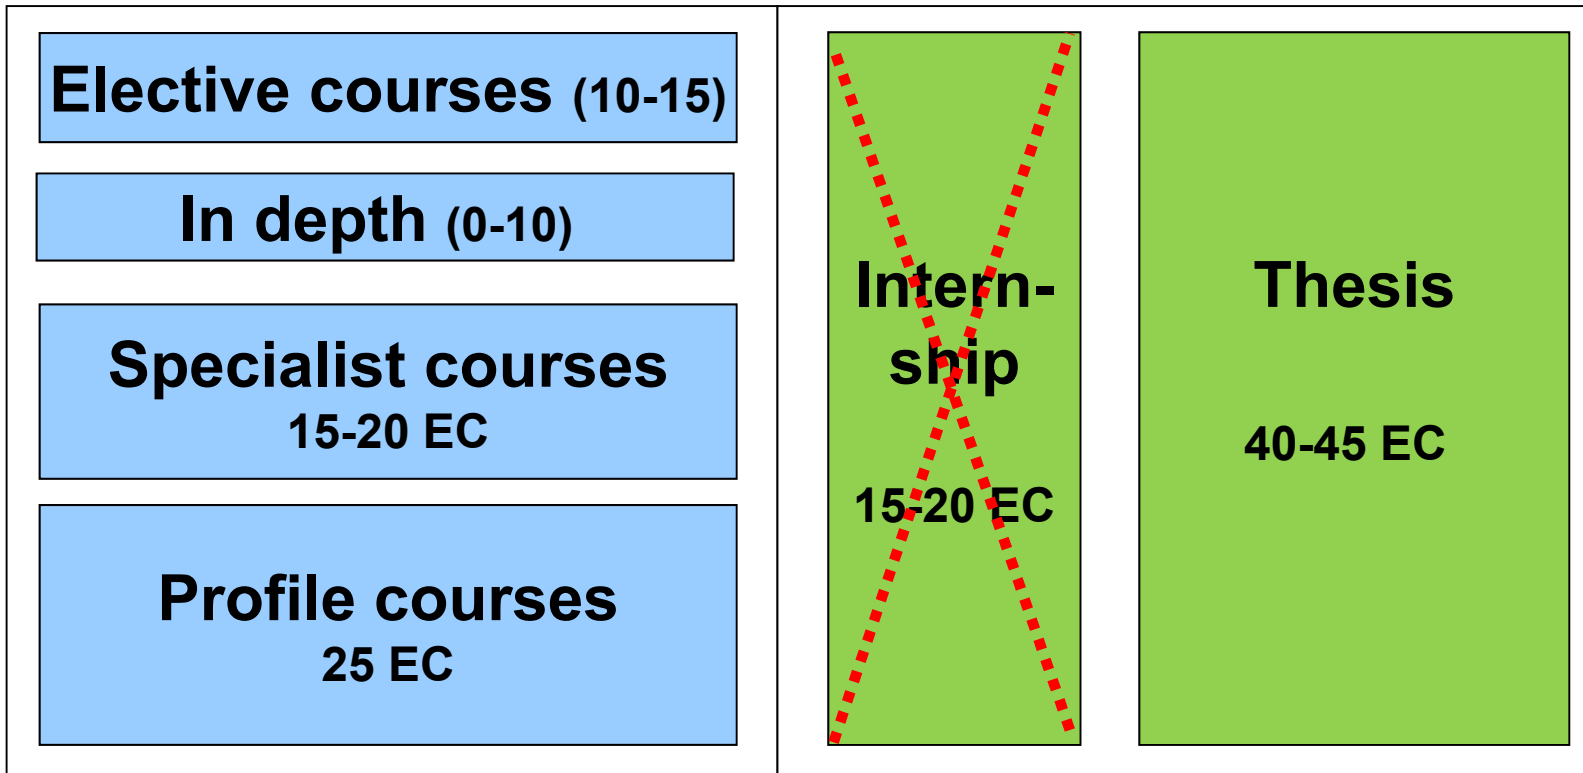 Elective courses (10-15)
In depth (0-10)
Specialist courses
15-20 EC
Profile courses
25 EC
Intern-
ship
15-20 EC
Thesis
40-45 EC